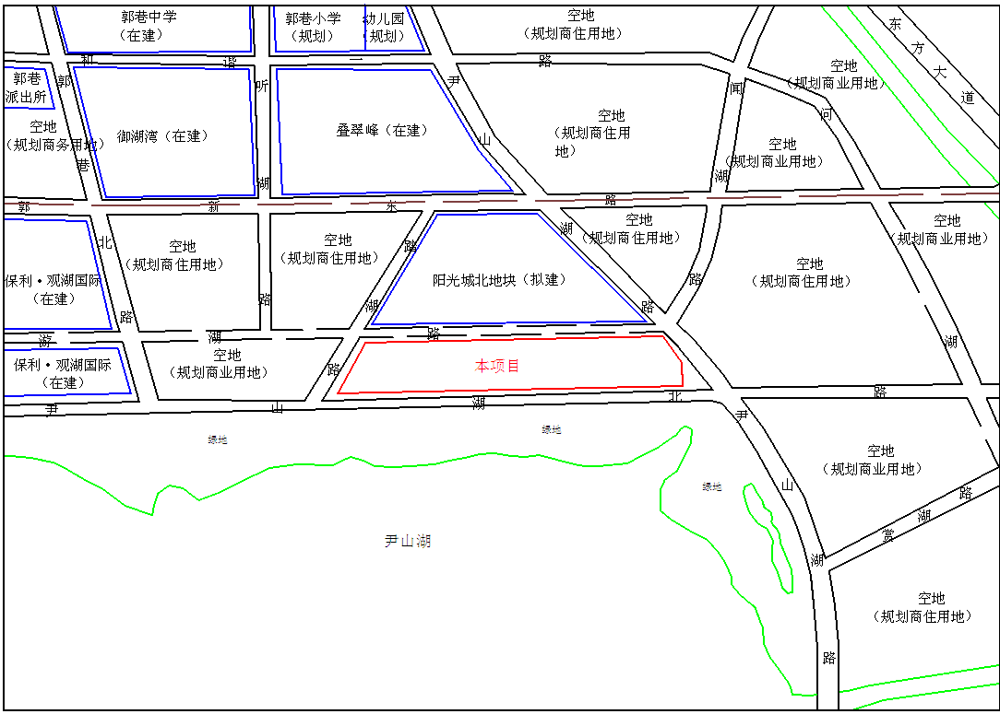 郭巷中学
（在建）
郭巷小学
（规划）
幼儿园
（规划）
空地
（规划商住用地）
东方大道
和谐一路
郭巷
派出所
空地
（规划商务用地）
郭巷北路
御湖湾（在建）
听湖路
叠翠峰（在建）
尹山湖路
空地
（规划商住用
地）
闻湖路
空地
（规划商业用地）
问
空地
（规划商业用地）
郭新东路
保利·观湖国际
（在建）
空地
（规划商住用地）
空地
（规划商住用地）
踏湖路
阳光城北地块（拟建）
空地
（规划商住用地）
空地
（规划商住用地）
空地
（规划商业用地）
湖路
游湖路
保利·观湖国际
（在建）
空地
（规划商业用地）
本项目
尹山湖北路
绿地
绿地
绿地
尹山湖
尹山湖路
空地
（规划商业用地）
赏湖路
空地
（规划商住用地）